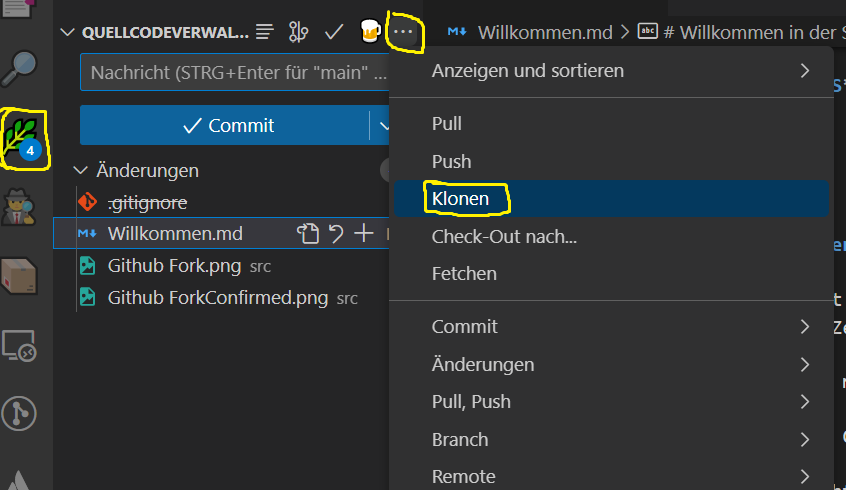 QUELLCODEVERWAL...
Willkommen.md > abc # Willkommen in der S
Nachricht (STRG+Enter für "main" ...
Commit
4
Änderungen
.gitignore
Willkommen.md
Github Fork.png src
Github ForkConfirmed.png src
Anzeigen und sortieren
Pull
Push
Klonen
Check-Out nach...
Fetchen
Commit
Änderungen
Pull, Push
Branch
Remote